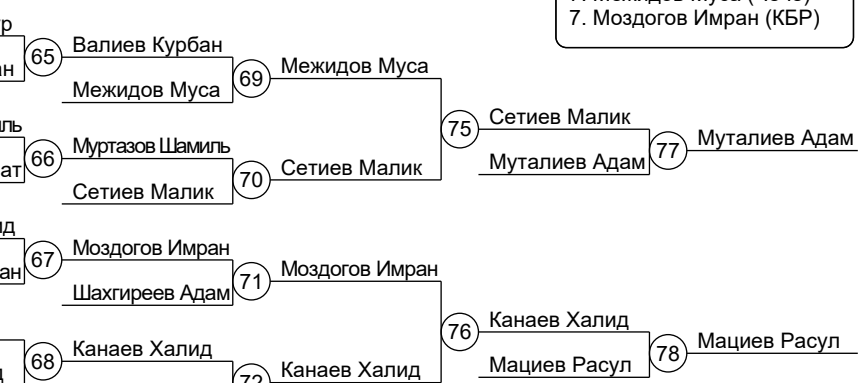 7. Моздогов Имран (КБР)
65
Валиев Курбан
Межидов Муса
69
Межидов Муса
66
Муртазов Шамиль
Сетиев Малик
70
Сетиев Малик
75
Сетиев Малик
Муталиев Адам
77
Муталиев Адам
67
Моздогов Имран
Шахгиреев Адам
71
Моздогов Имран
68
Канаев Халид
72
Канаев Халид
76
Канаев Халид
Мациев Расул
78
Мациев Расул